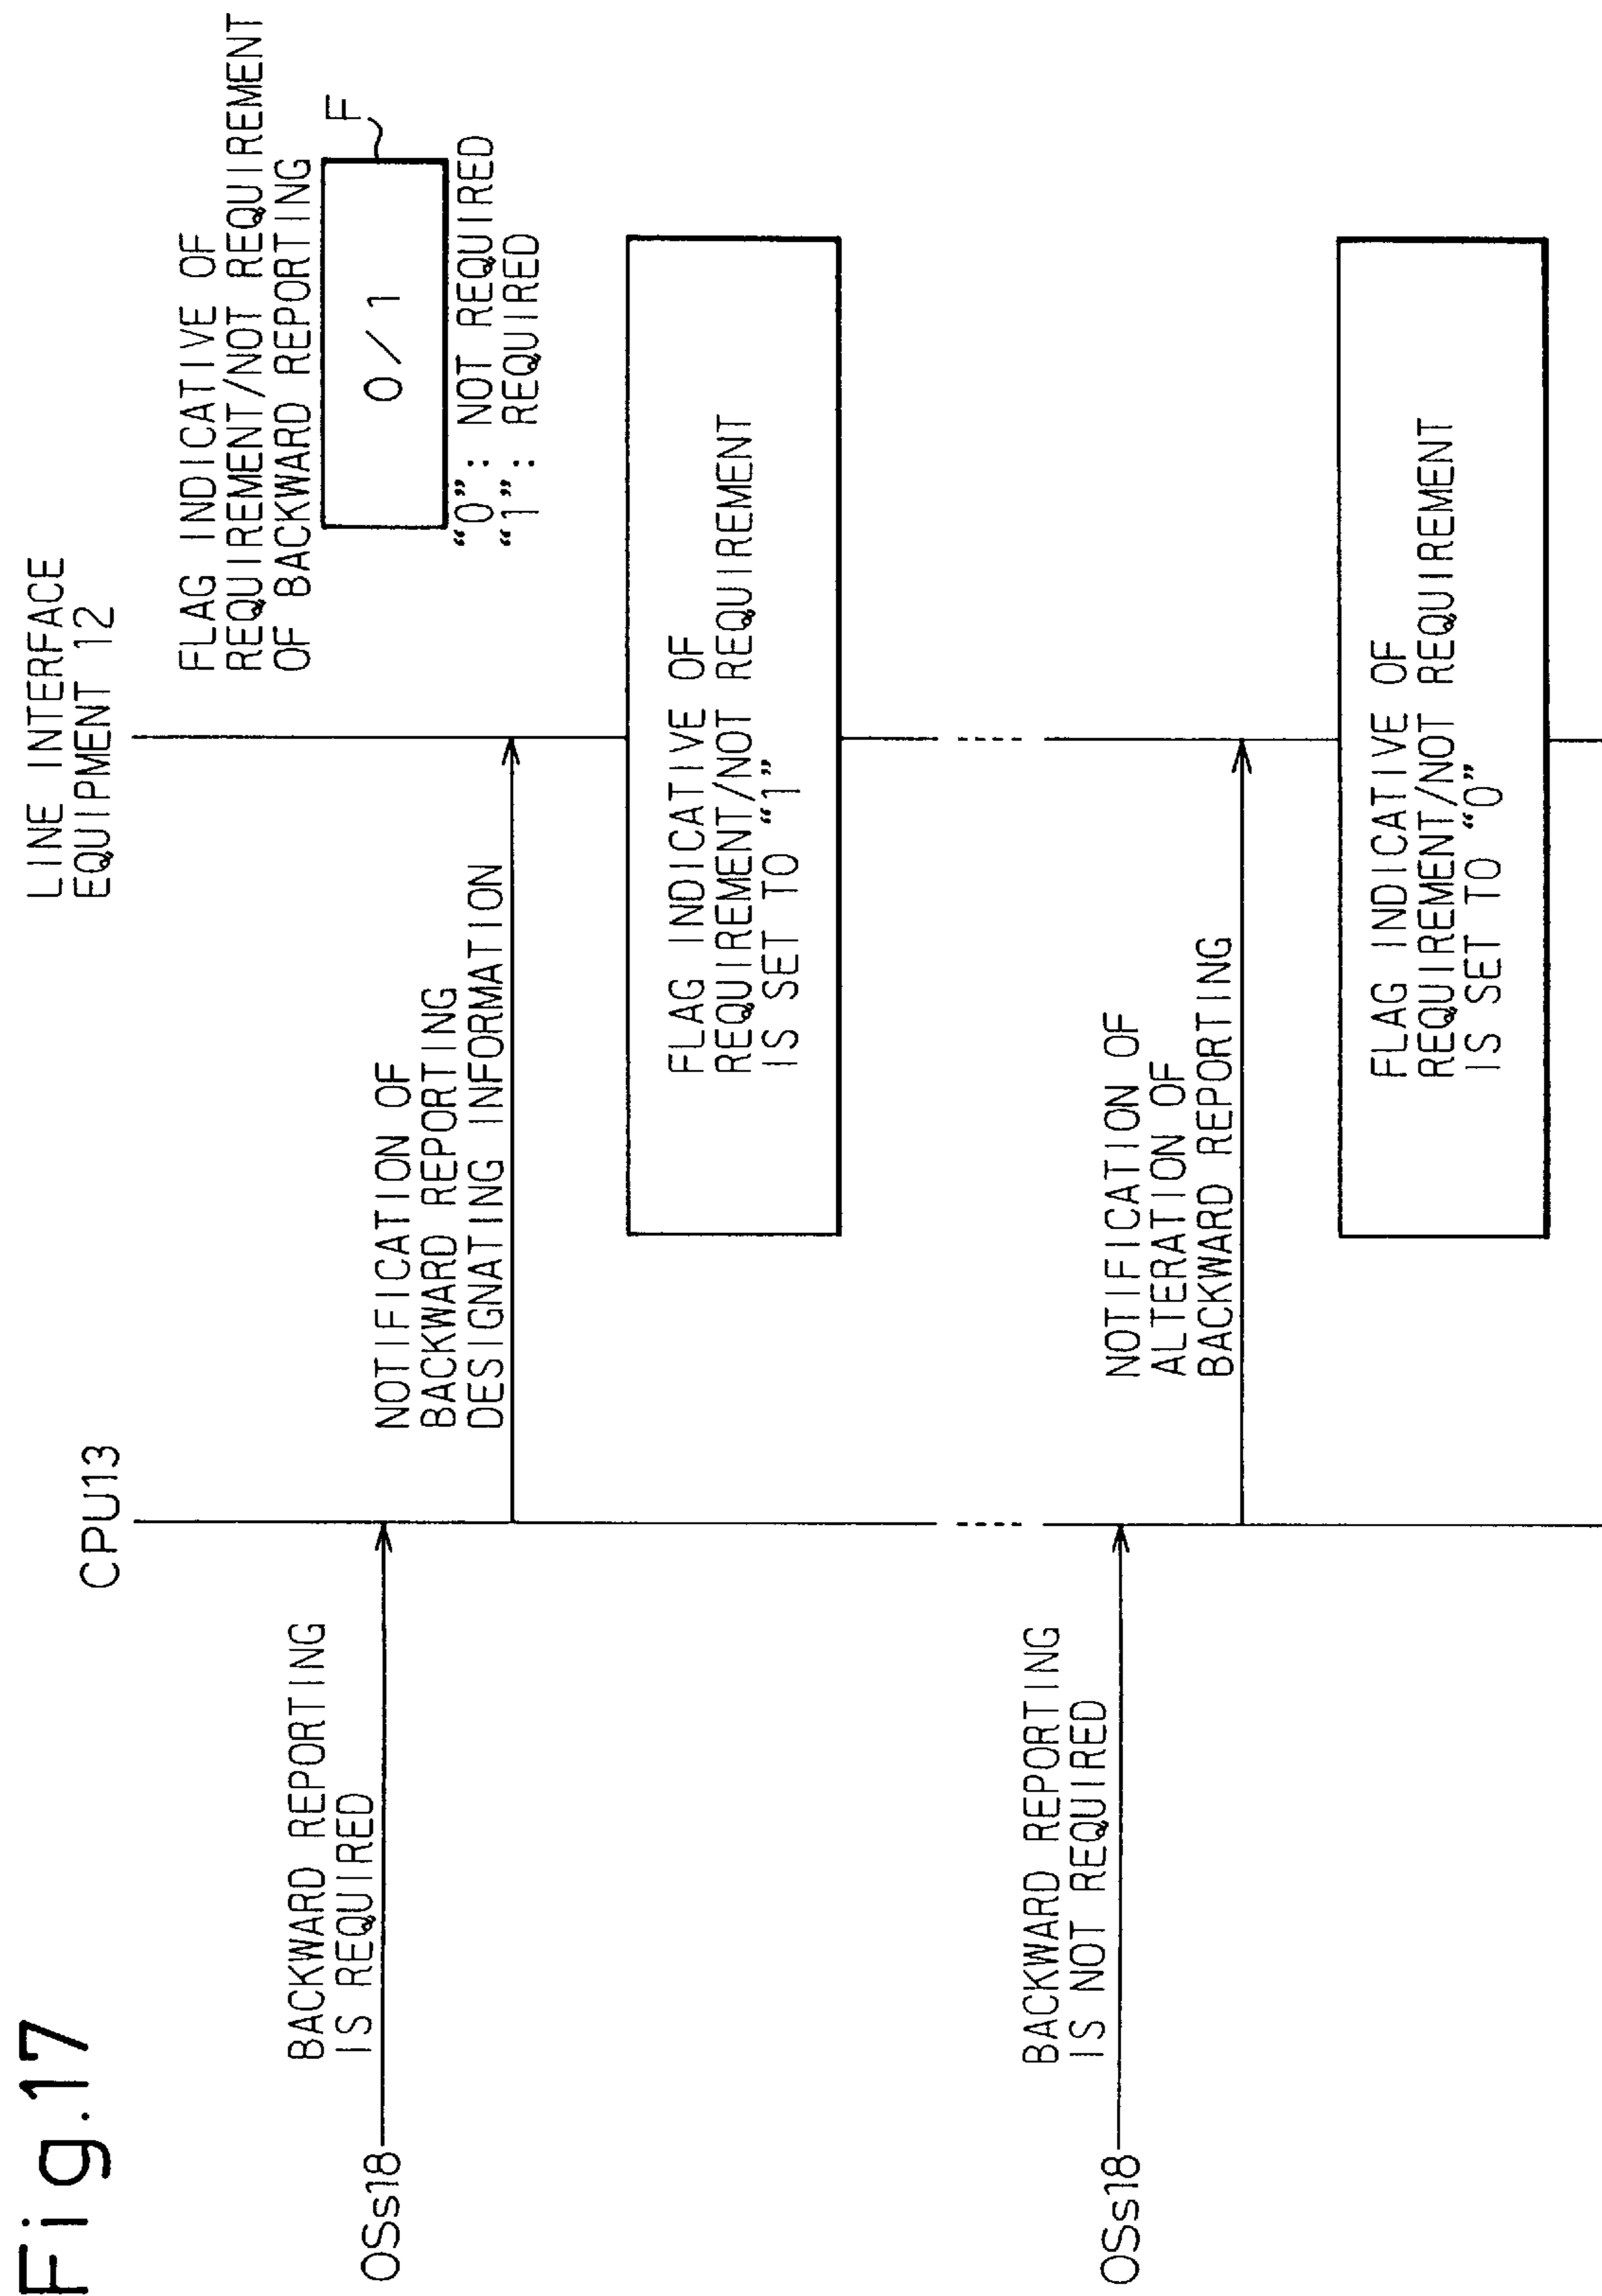 Fig.17
CPU13
LINE INTERFACE
EQUIPMENT 12
FLAG INDICATIVE OF
REQUIREMENT/NOT REQUIREMENT
OF BACKWARD REPORTING
0/1
F
“0”: NOT REQUIRED
“1”: REQUIRED
OSs18
BACKWARD REPORTING
IS REQUIRED
NOTIFICATION OF
BACKWARD REPORTING
DESIGNATING INFORMATION
FLAG INDICATIVE OF
REQUIREMENT/NOT REQUIREMENT
IS SET TO “1”
OSs18
BACKWARD REPORTING
IS NOT REQUIRED
NOTIFICATION OF
ALTERATION OF
BACKWARD REPORTING
FLAG INDICATIVE OF
REQUIREMENT/NOT REQUIREMENT
IS SET TO “0”